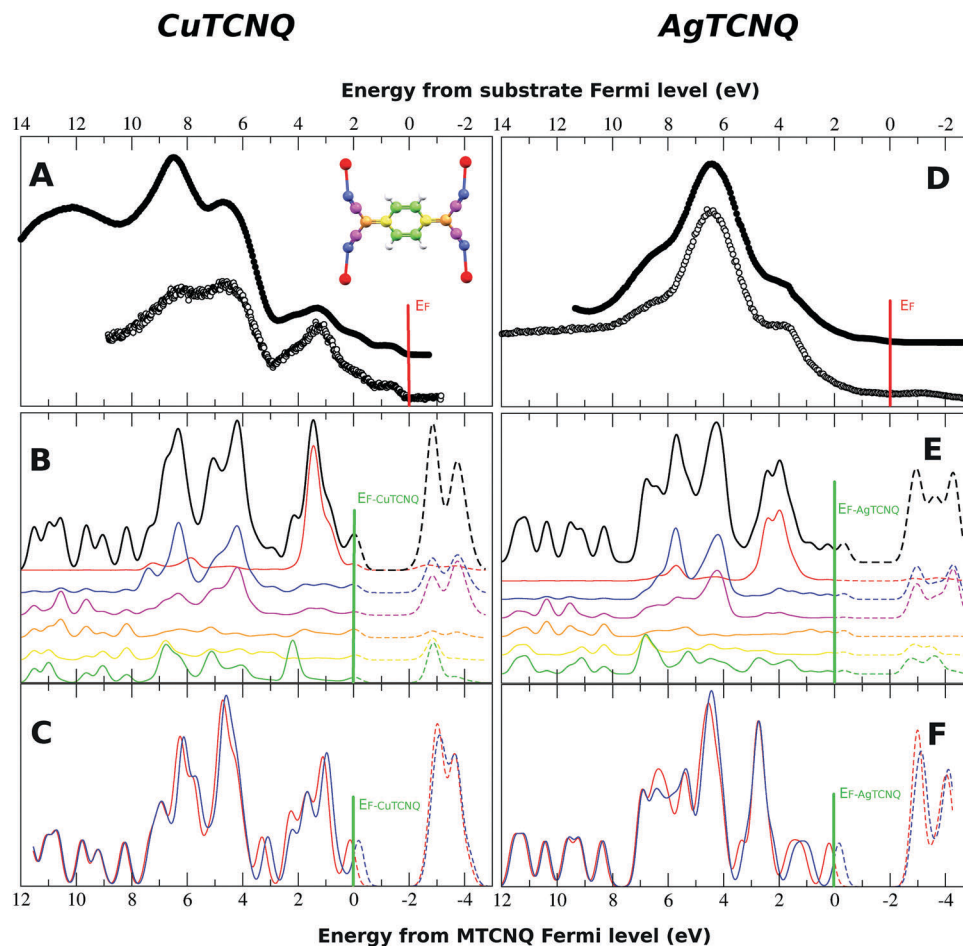 CuTCNQ AgTCNQ
Energy from substrate Fermi level (eV)
14 12 10 8 6 4 2 0 -2 14 12 10 8 6 4 2 0 -2
A D
EF EF
B E
EF-CuTCNQ EF-AgTCNQ
C F
EF-CuTCNQ EF-AgTCNQ
12 10 8 6 4 2 0 -2 -4 12 10 8 6 4 2 0 -2 -4
Energy from MTCNQ Fermi level (eV)